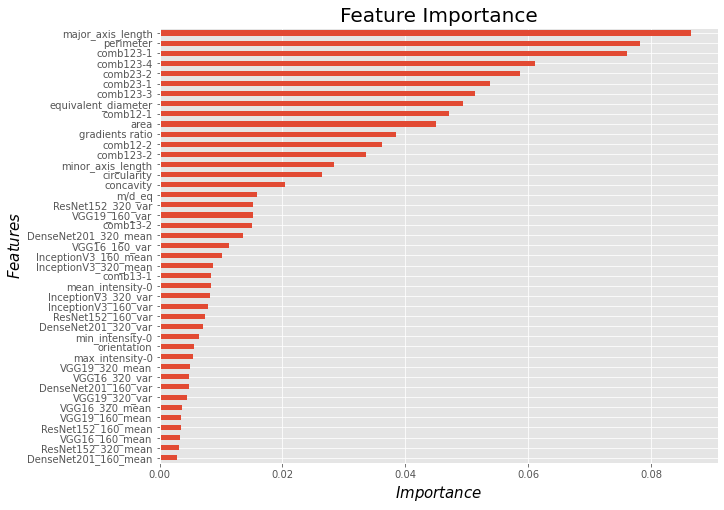 Feature Importance
major_axis_length
perimeter
comb123-1
comb123-4
comb23-2
comb23-1
comb123-3
equivalent_diameter
comb12-1
area
gradients ratio
comb12-2
comb123-2
minor_axis_length
circularity
concavity
m/d_eq
ResNet152_320_var
VGG19_160_var
comb13-2
DenseNet201_320_mean
VGG16_160_var
InceptionV3_160_mean
InceptionV3_320_mean
comb13-1
mean_intensity-0
InceptionV3_320_var
InceptionV3_160_var
ResNet152_160_var
DenseNet201_320_var
min_intensity-0
orientation
max_intensity-0
VGG19_320_mean
VGG16_320_var
DenseNet201_160_var
VGG19_320_var
VGG16_320_mean
VGG19_160_mean
ResNet152_160_mean
VGG16_160_mean
ResNet152_320_mean
DenseNet201_160_mean
Features
0.00 0.02 0.04 0.06 0.08
Importance